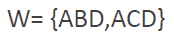 W= {ABD,ACD}